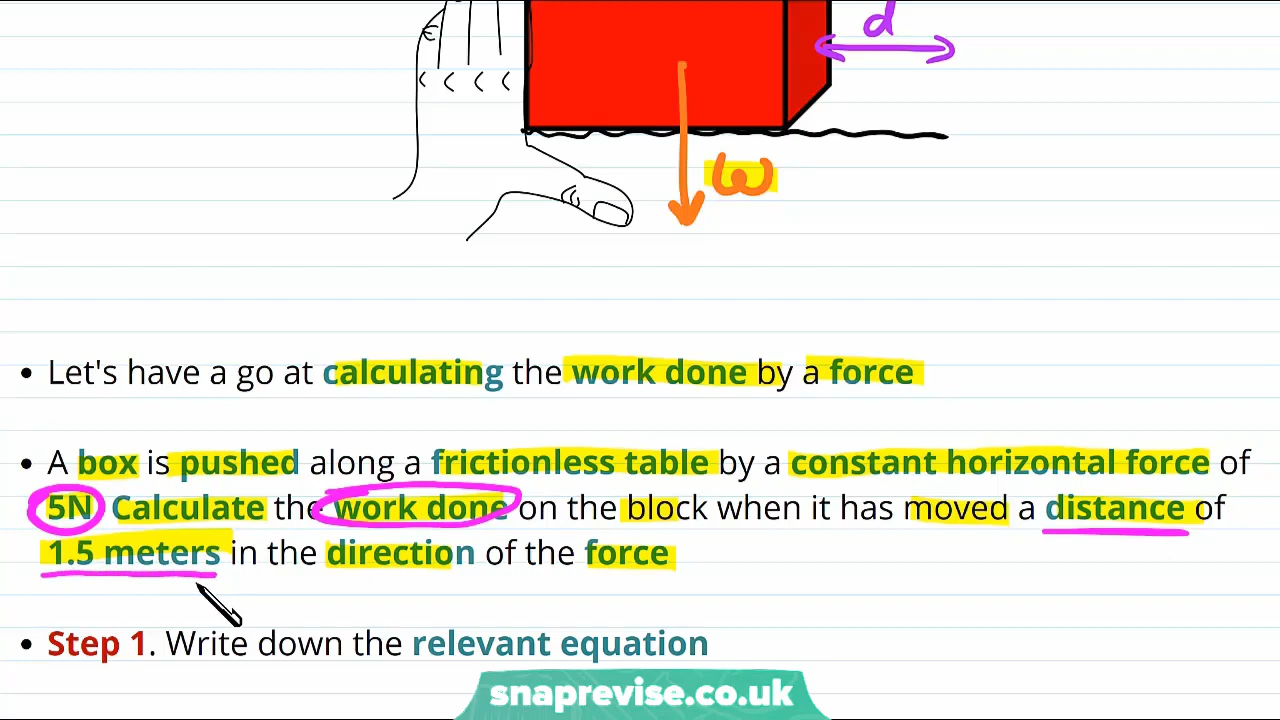 d
W
• Let's have a go at calculating the work done by a force
• A box is pushed along a frictionless table by a constant horizontal force of
5N Calculate the work done on the block when it has moved a distance of
1.5 meters in the direction of the force
• Step 1. Write down the relevant equation
snaprevise.co.uk